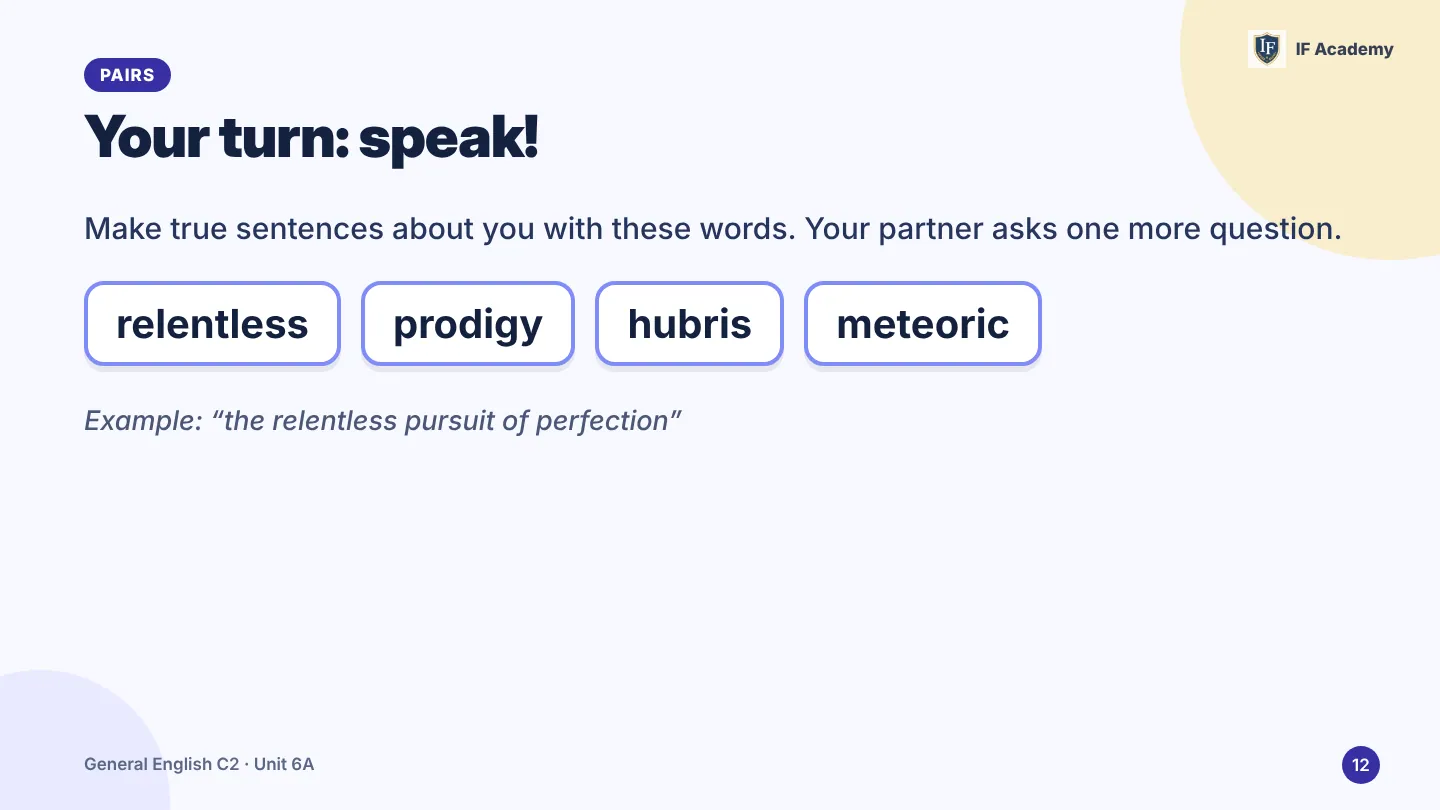 IF
IF Academy
PAIRS
Your turn: speak!
Make true sentences about you with these words. Your partner asks one more question.
relentless prodigy hubris meteoric
Example: “the relentless pursuit of perfection”
General English C2 · Unit 6A
12